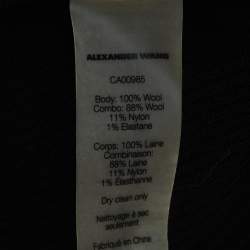 ALEXANDER WANG
CA00985
Body: 100% Wool
Combo: 88% Wool
11% Nylon
1% Elastane
Corps: 100% Laine
Combinaison:
88% Laine
11% Nylon
1% Elasthanne
Dry clean only
Nettoyage à sec
seulement
Fabriqué en China